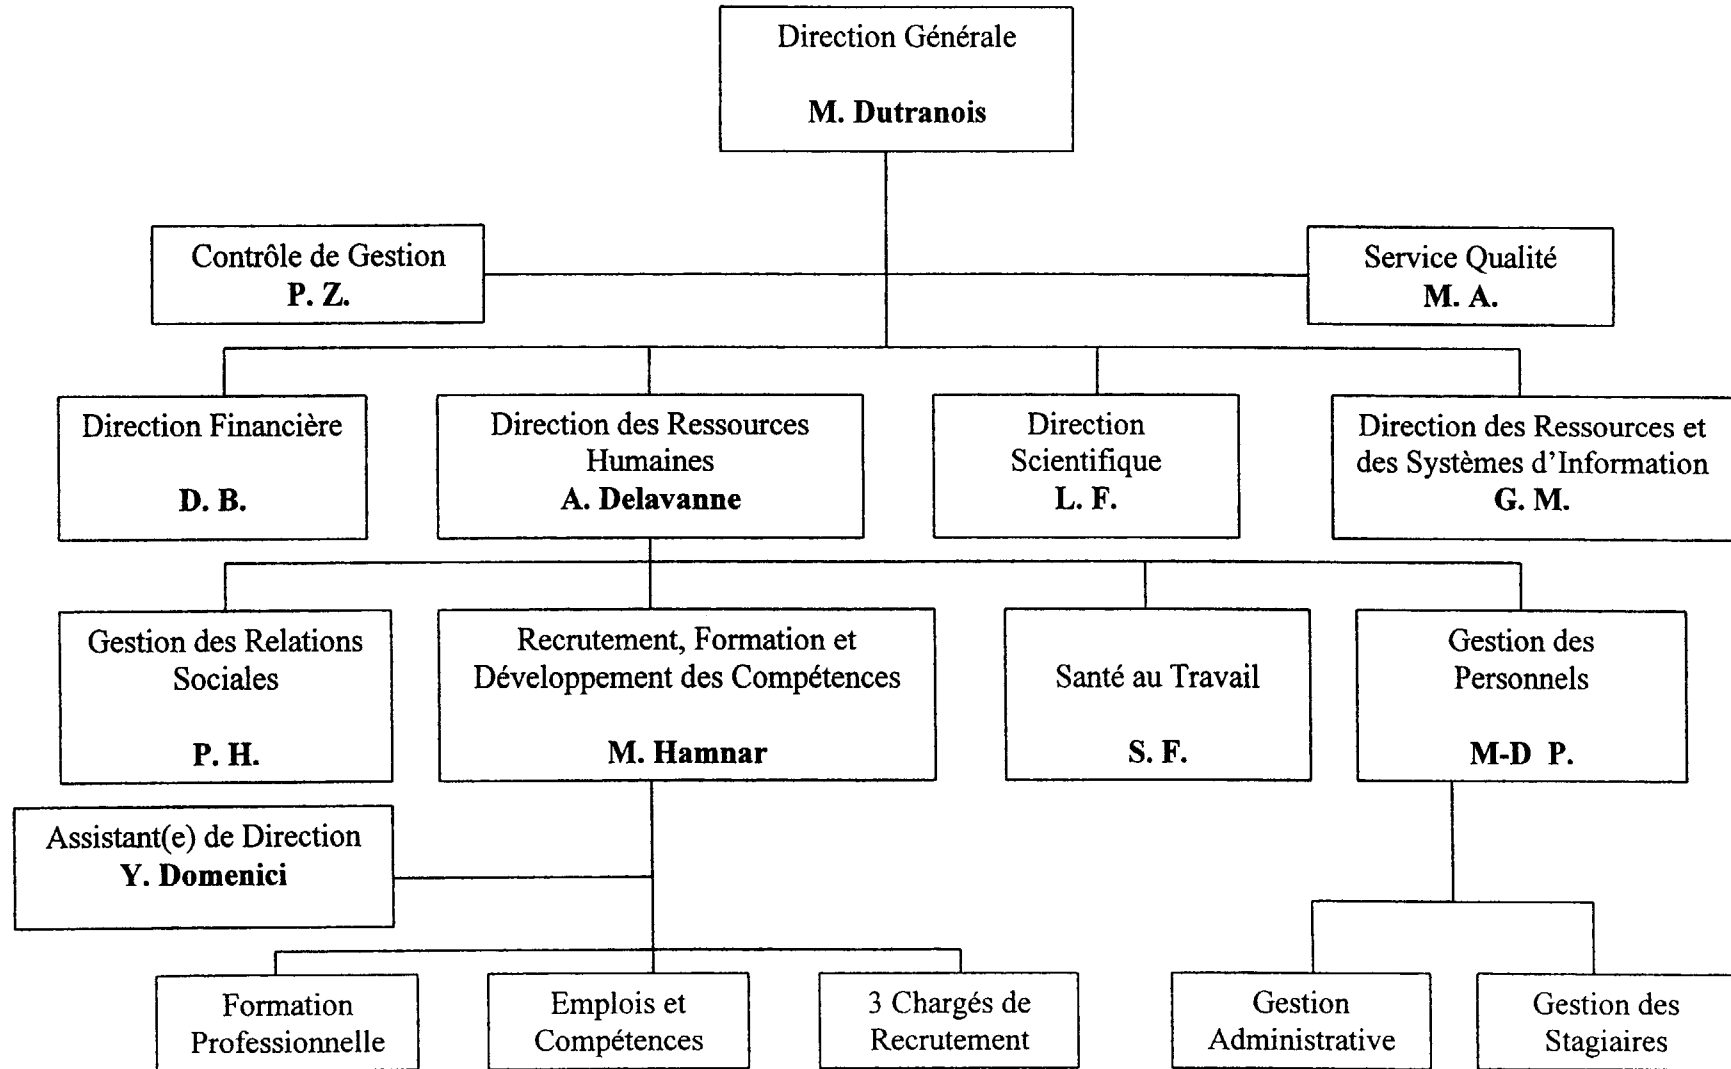 Direction Générale
M. Dutranois
Contrôle de Gestion
P. Z.
Service Qualité
M. A.
Direction Financière
D. B.
Direction des Ressources
Humaines
A. Delavanne
Direction
Scientifique
L. F.
Direction des Ressources et
des Systèmes d'Information
G. M.
Gestion des Relations
Sociales
P. H.
Recrutement, Formation et
Développement des Compétences
M. Hamnar
Santé au Travail
S. F.
Gestion des
Personnels
M-D P.
Assistant(e) de Direction
Y. Domenici
Formation
Professionnelle
Emplois et
Compétences
3 Chargés de
Recrutement
Gestion
Administrative
Gestion des
Stagiaires